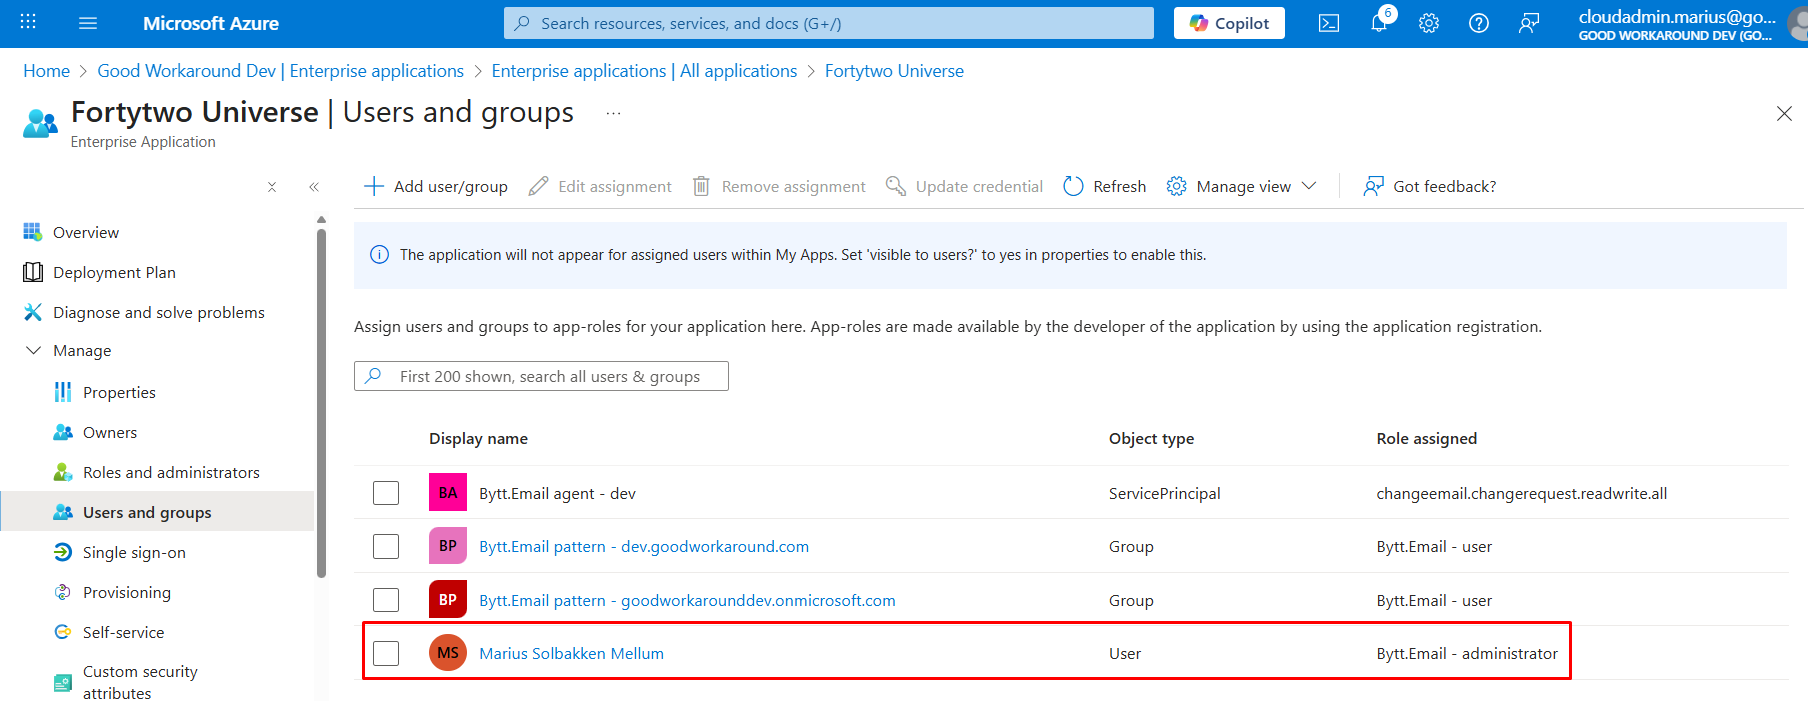 Microsoft Azure
Search resources, services, and docs (G+/)
Copilot
6
cloudadmin.marius@go...
GOOD WORKAROUND DEV (GO...
Home > Good Workaround Dev | Enterprise applications > Enterprise applications | All applications > Fortytwo Universe
Fortytwo Universe | Users and groups ...
Enterprise Application
Add user/group Edit assignment Remove assignment Update credential Refresh Manage view Got feedback?
Overview
Deployment Plan
Diagnose and solve problems
Manage
Properties
Owners
Roles and administrators
Users and groups
Single sign-on
Provisioning
Self-service
Custom security
attributes
The application will not appear for assigned users within My Apps. Set 'visible to users?' to yes in properties to enable this.
Assign users and groups to app-roles for your application here. App-roles are made available by the developer of the application by using the application registration.
First 200 shown, search all users & groups
Display name Object type Role assigned
BA Bytt.Email agent - dev ServicePrincipal changeemail.changerequest.readwrite.all
BP Bytt.Email pattern - dev.goodworkaround.com Group Bytt.Email - user
BP Bytt.Email pattern - goodworkarounddev.onmicrosoft.com Group Bytt.Email - user
MS Marius Solbakken Mellum User Bytt.Email - administrator